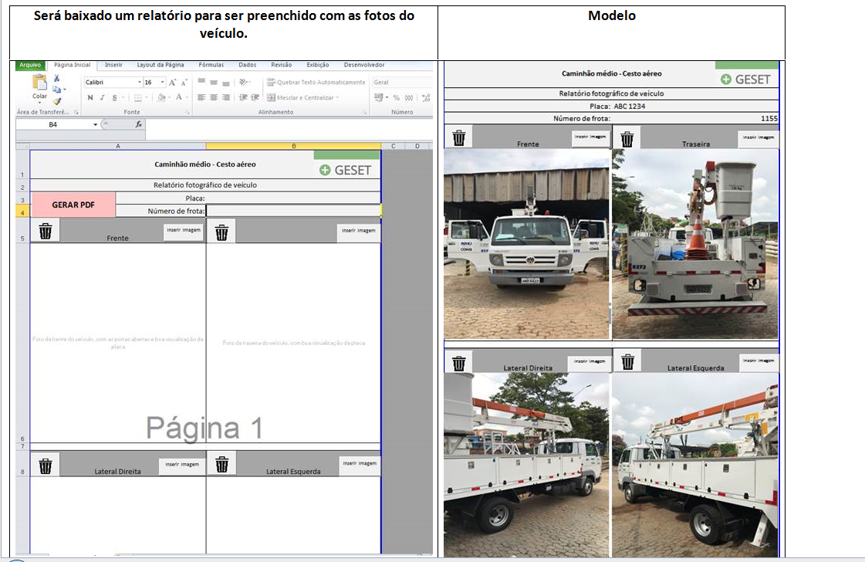 Será baixado um relatório para ser preenchido com as fotos do
veículo.
Modelo
Arquivo Página Inicial Inserir Layout da Página Fórmulas Dados Revisão Exibição Desenvolvedor
Calibri 16 A A Quebrar Texto Automaticamente Geral
Colar N I S A Mesclar e Centralizar % 000
Área de Transferê... Fonte Alinhamento Número
B4 fx
A B C D
1 Caminhão médio - Cesto aéreo GESET
2 Relatório fotográfico de veículo
3 Placa:
GERAR PDF
4 Número de frota:
5 Frente Inserir Imagem Inserir Imagem
Foto da frente do veículo, com as portas abertas e boa visualização da
placa.
Foto da traseira do veículo, com boa visualização da placa
Página 1
6
7
8 Lateral Direita Inserir Imagem Lateral Esquerda Inserir Imagem
Caminhão médio - Cesto aéreo GESET
Relatório fotográfico de veículo
Placa: ABC 1234
Número de frota: 1155
Frente Inserir Imagem Traseira Inserir Imagem
Lateral Direita Inserir Imagem Lateral Esquerda Inserir Imagem